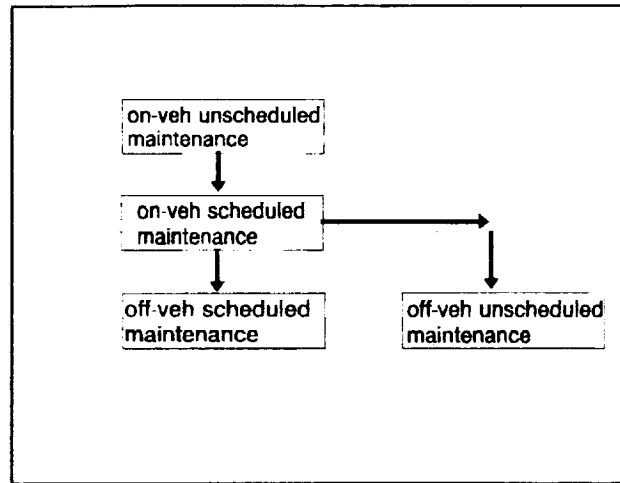 on-veh unscheduled
maintenance
on-veh scheduled
maintenance
off-veh scheduled
maintenance
off-veh unscheduled
maintenance